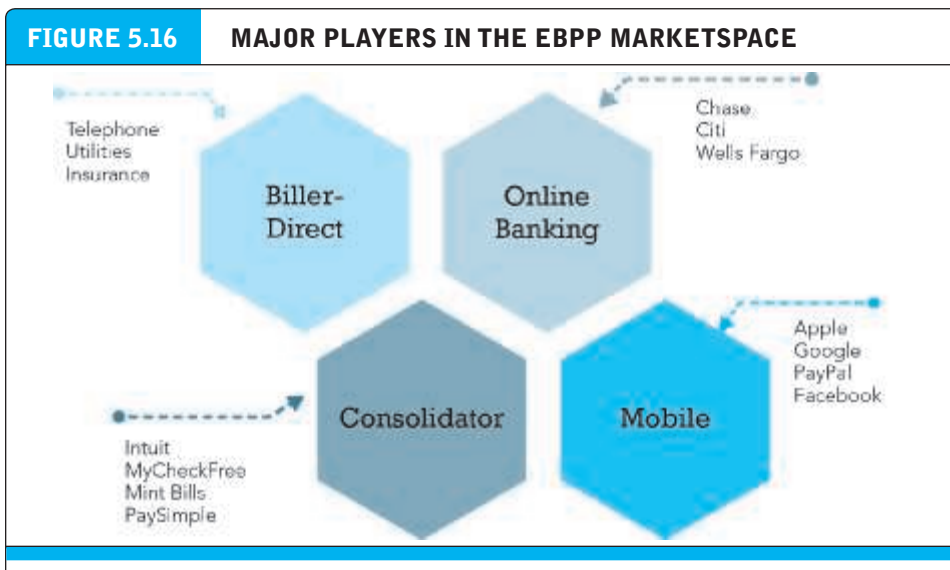 FIGURE 5.16 MAJOR PLAYERS IN THE EBPP MARKETSPACE
Telephone
Utilities
Insurance
Biller-
Direct
Online
Banking
Chase
Citi
Wells Fargo
Consolidator
Intuit
MyCheckFree
Mint Bills
PaySimple
Mobile
Apple
Google
PayPal
Facebook